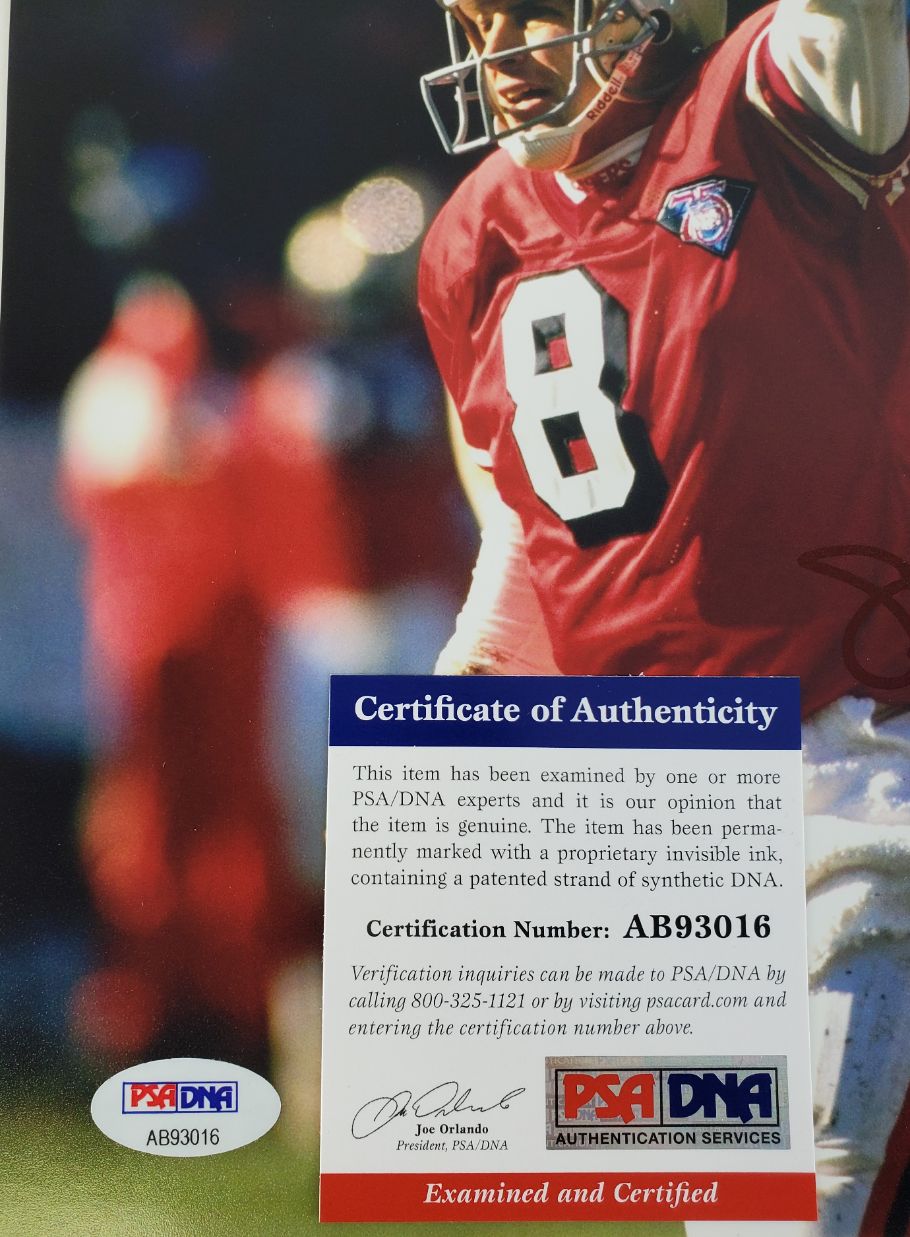 Riddell
75
8
Certificate of Authenticity
This item has been examined by one or more
PSA/DNA experts and it is our opinion that
the item is genuine. The item has been perma-
nently marked with a proprietary invisible ink,
containing a patented strand of synthetic DNA.
Certification Number: AB93016
Verification inquiries can be made to PSA/DNA by
calling 800-325-1121 or by visiting psacard.com and
entering the certification number above.
Joe Orlando
President, PSA/DNA
PSA DNA
AUTHENTICATION SERVICES
Examined and Certified
PSA DNA
AB93016